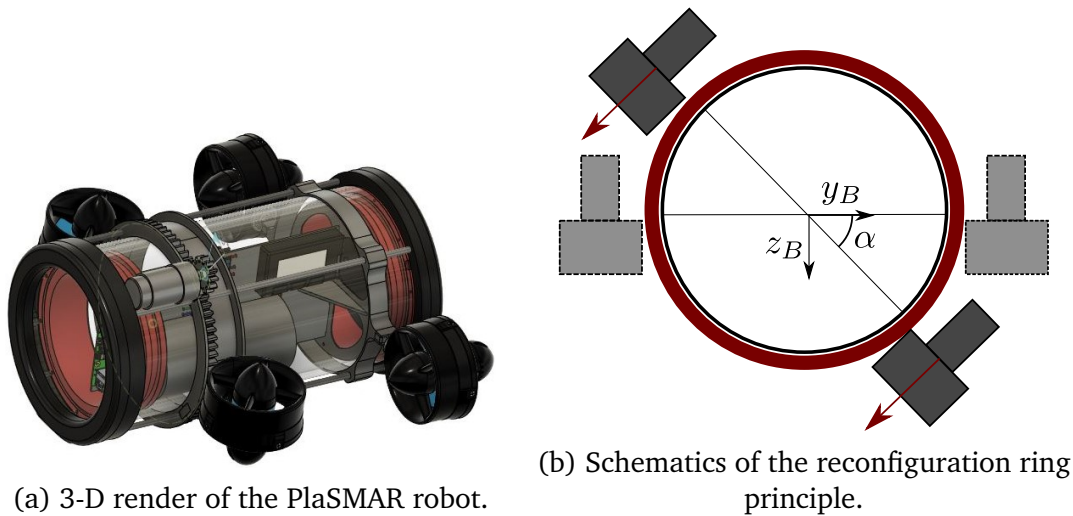 y_B
z_B
α
(a) 3-D render of the PlaSMAR robot.
(b) Schematics of the reconfiguration ring
principle.